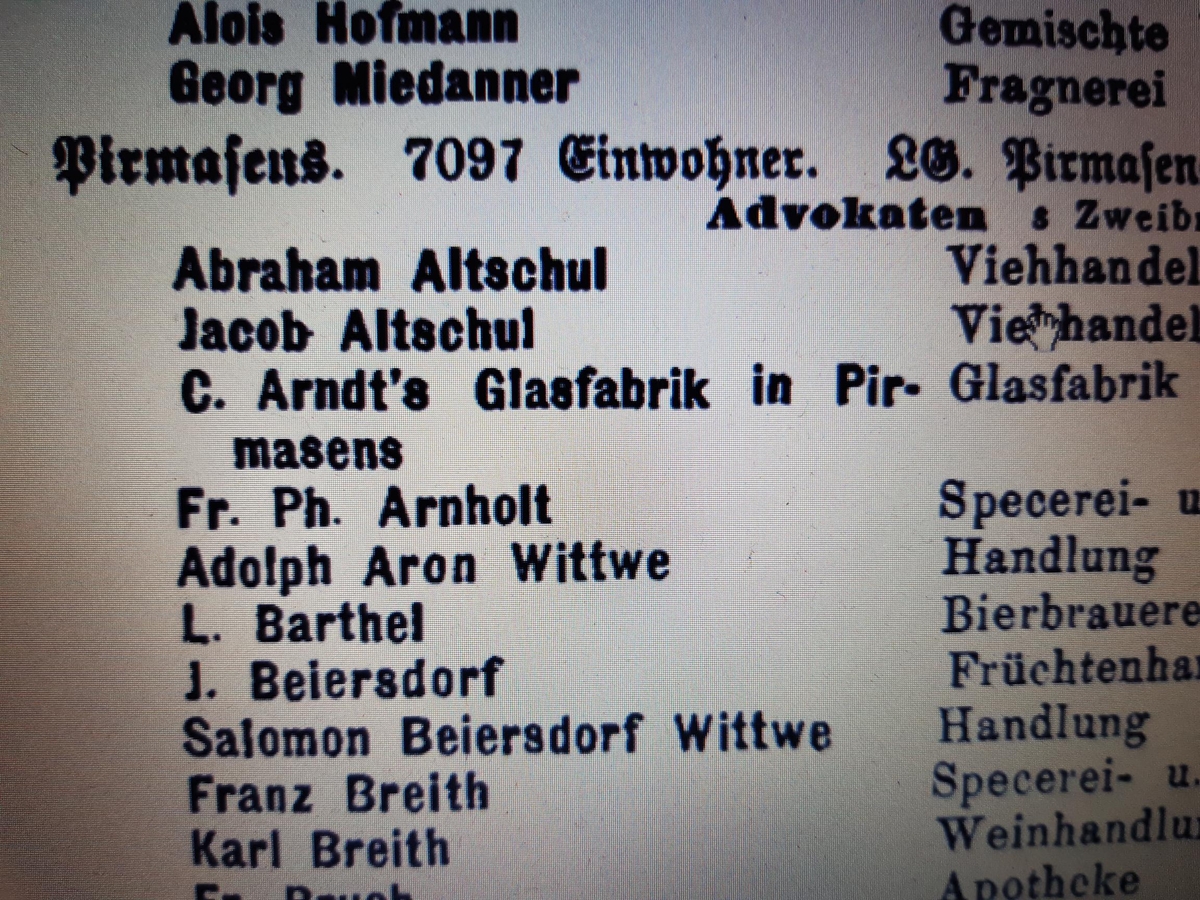 Alois Hofmann Gemischte
Georg Miedanner Fragnerei
Pirmaſens. 7097 Einwohner. LG. Pirmaſen
Advokaten s Zweibr
Abraham Altschul Viehhandel
Jacob Altschul Viehhandel
C. Arndt's Glasfabrik in Pir- Glasfabrik
masens
Fr. Ph. Arnholt Specerei- u
Adolph Aron Wittwe Handlung
L. Barthel Bierbrauere
J. Beiersdorf Früchtenha
Salomon Beiersdorf Wittwe Handlung
Franz Breith Specerei- u.
Karl Breith Weinhandlu
Apotheke